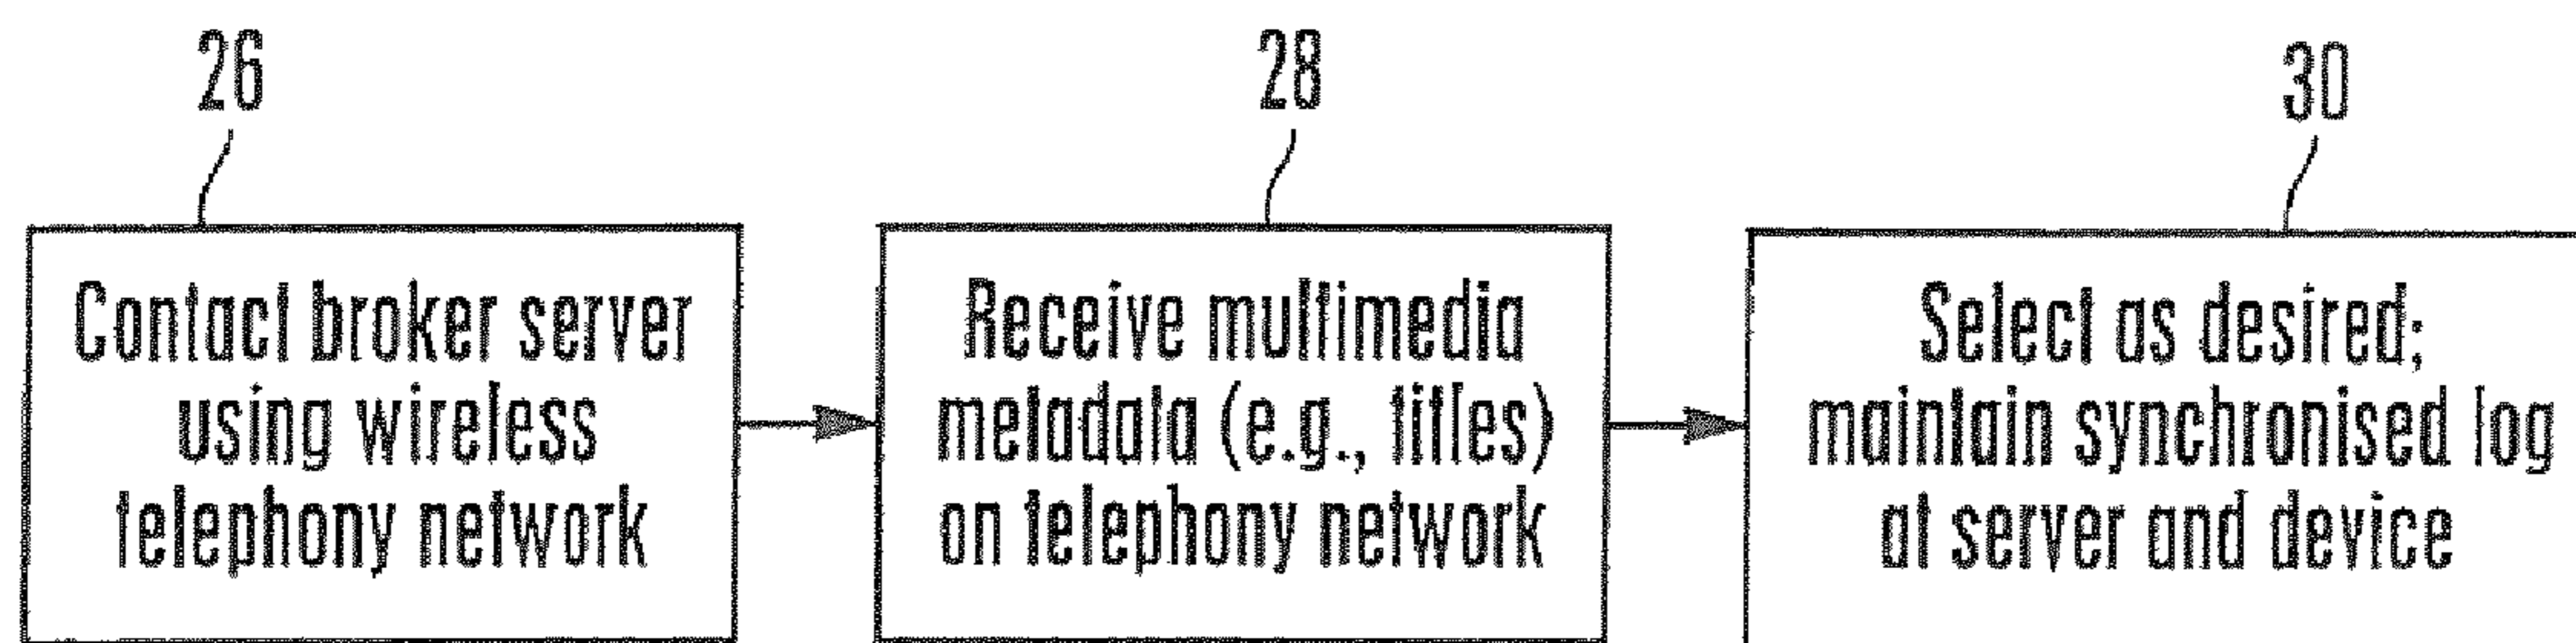 26
28
30
Contact broker server
using wireless
telephony network
Receive multimedia
metadata (e.g., titles)
on telephony network
Select as desired;
maintain synchronised log
at server and device